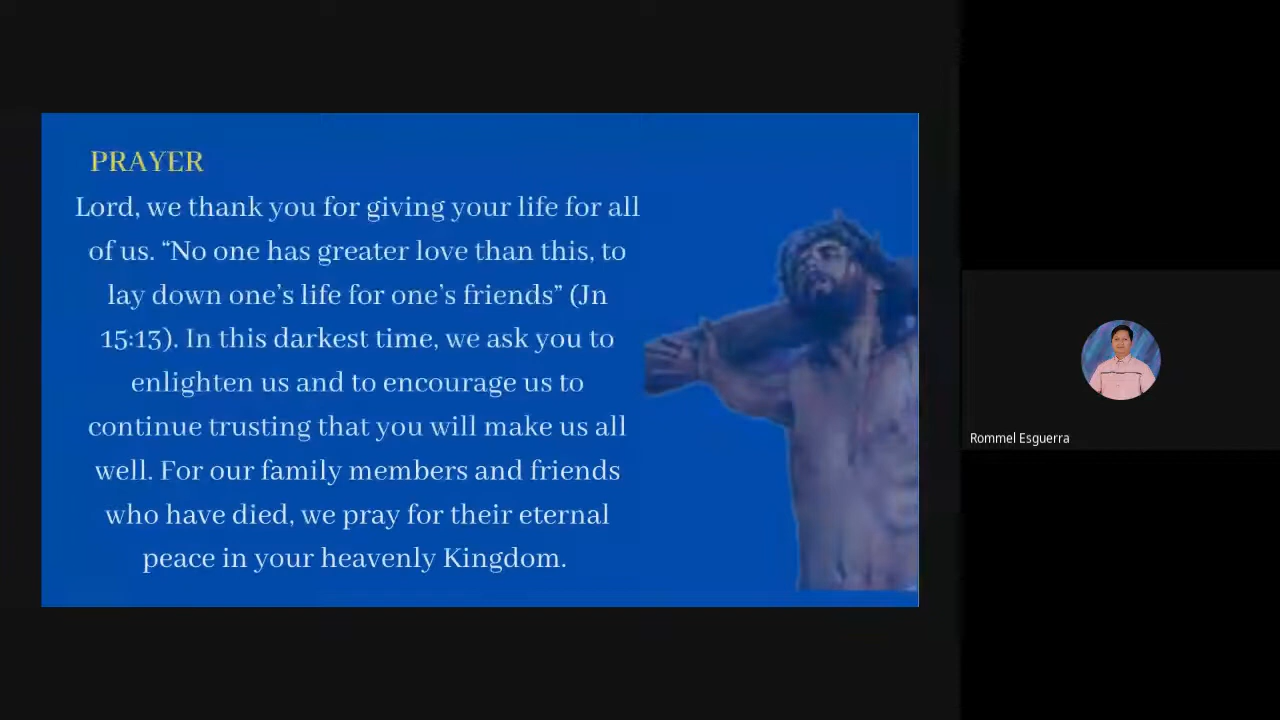 PRAYER
Lord, we thank you for giving your life for all
of us. “No one has greater love than this, to
lay down one’s life for one’s friends” (Jn
15:13). In this darkest time, we ask you to
enlighten us and to encourage us to
continue trusting that you will make us all
well. For our family members and friends
who have died, we pray for their eternal
peace in your heavenly Kingdom.
Rommel Esguerra